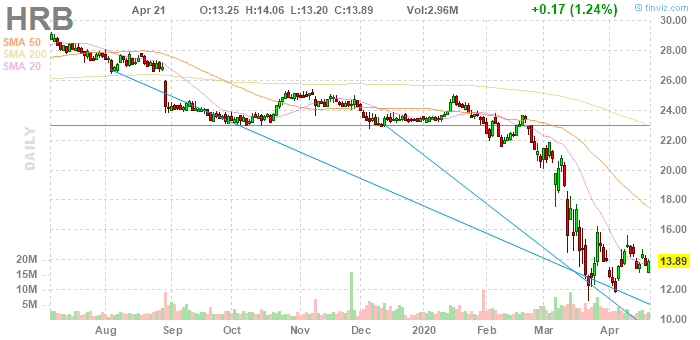 HRB
Apr 21 O:13.25 H:14.06 L:13.20 C:13.89 Vol:2.96M +0.17 (1.24%)
© finviz.com
SMA 50
SMA 200
SMA 20
DAILY
30.00
28.00
26.00
24.00
22.00
20.00
18.00
16.00
13.89
12.00
10.00
20M
15M
10M
5M
Aug Sep Oct Nov Dec 2020 Feb Mar Apr